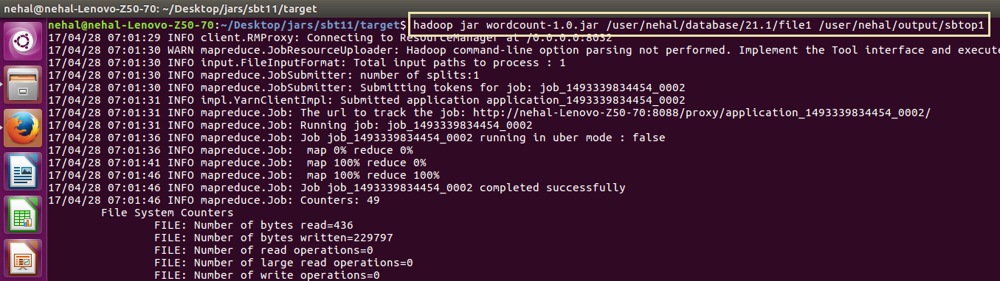 nehal@nehal-Lenovo-Z50-70: ~/Desktop/jars/sbt11/target
nehal@nehal-Lenovo-Z50-70:~/Desktop/jars/sbt11/target$ hadoop jar wordcount-1.0.jar /user/nehal/database/21.1/file1 /user/nehal/output/sbtop1
17/04/28 07:01:29 INFO client.RMProxy: Connecting to ResourceManager at /0.0.0.0:8032
17/04/28 07:01:30 WARN mapreduce.JobResourceUploader: Hadoop command-line option parsing not performed. Implement the Tool interface and execute
17/04/28 07:01:30 INFO input.FileInputFormat: Total input paths to process : 1
17/04/28 07:01:30 INFO mapreduce.JobSubmitter: number of splits:1
17/04/28 07:01:30 INFO mapreduce.JobSubmitter: Submitting tokens for job: job_1493339834454_0002
17/04/28 07:01:31 INFO impl.YarnClientImpl: Submitted application application_1493339834454_0002
17/04/28 07:01:31 INFO mapreduce.Job: The url to track the job: http://nehal-Lenovo-Z50-70:8088/proxy/application_1493339834454_0002/
17/04/28 07:01:31 INFO mapreduce.Job: Running job: job_1493339834454_0002
17/04/28 07:01:36 INFO mapreduce.Job: Job job_1493339834454_0002 running in uber mode : false
17/04/28 07:01:36 INFO mapreduce.Job:  map 0% reduce 0%
17/04/28 07:01:41 INFO mapreduce.Job:  map 100% reduce 0%
17/04/28 07:01:46 INFO mapreduce.Job:  map 100% reduce 100%
17/04/28 07:01:46 INFO mapreduce.Job: Job job_1493339834454_0002 completed successfully
17/04/28 07:01:46 INFO mapreduce.Job: Counters: 49
File System Counters
FILE: Number of bytes read=436
FILE: Number of bytes written=229797
FILE: Number of read operations=0
FILE: Number of large read operations=0
FILE: Number of write operations=0